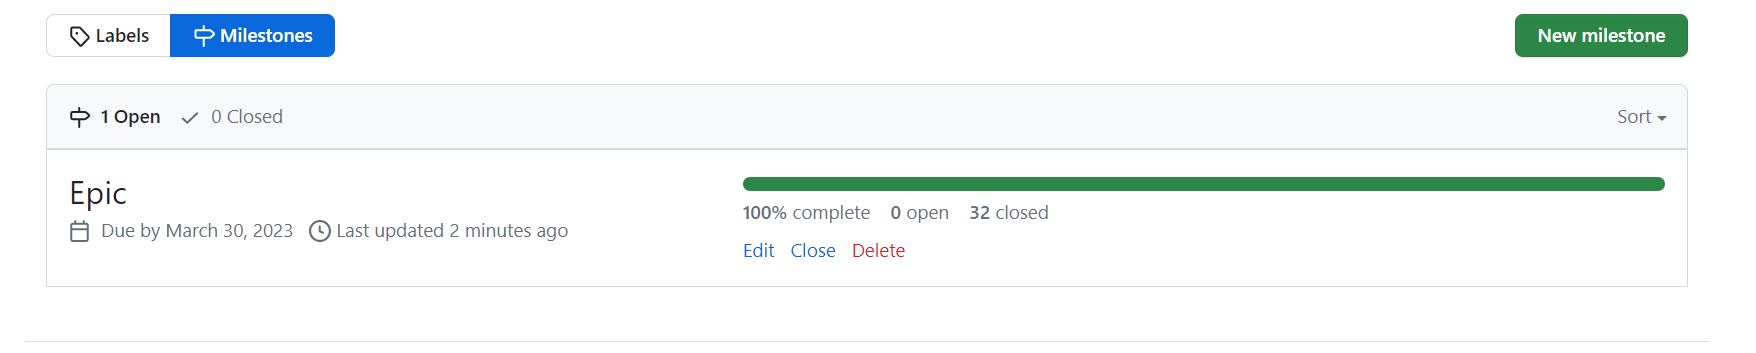 Labels Milestones New milestone
1 Open 0 Closed Sort
Epic
Due by March 30, 2023 Last updated 2 minutes ago
100% complete 0 open 32 closed
Edit Close Delete